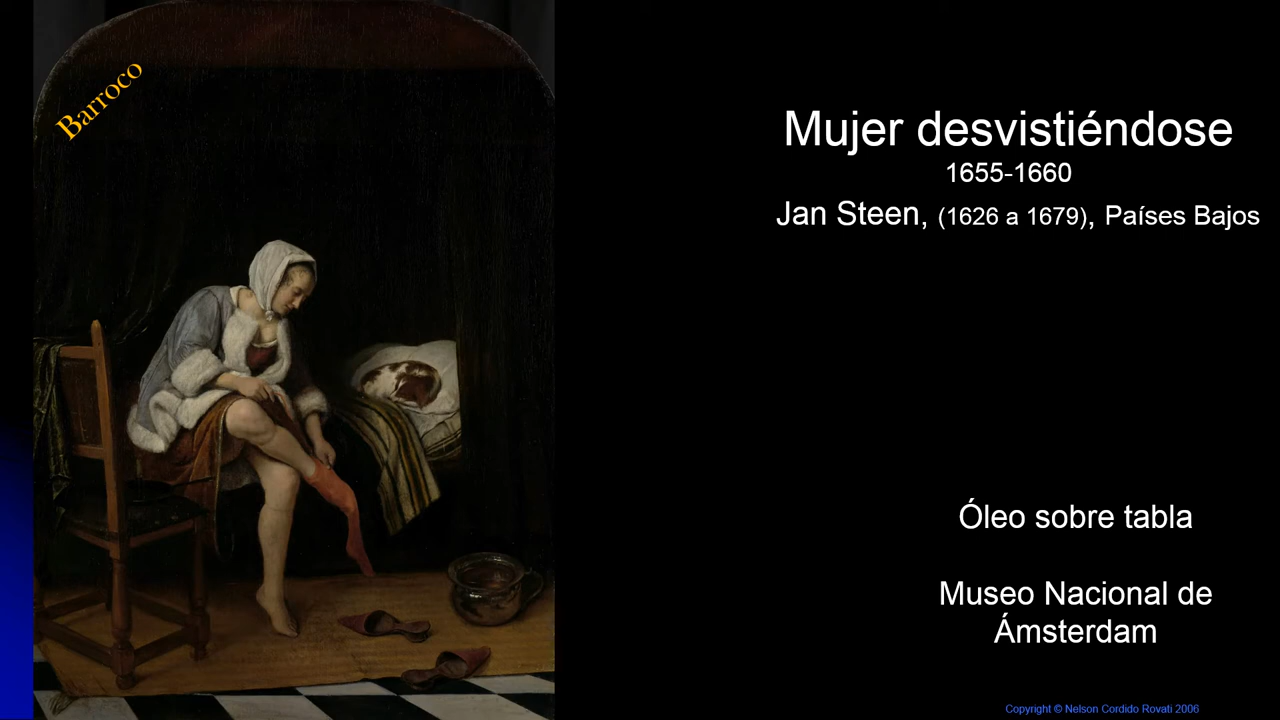 Barroco
Mujer desvistiéndose
1655-1660
Jan Steen, (1626 a 1679), Países Bajos
Óleo sobre tabla
Museo Nacional de
Ámsterdam
Copyright © Nelson Cordido Rovati 2006